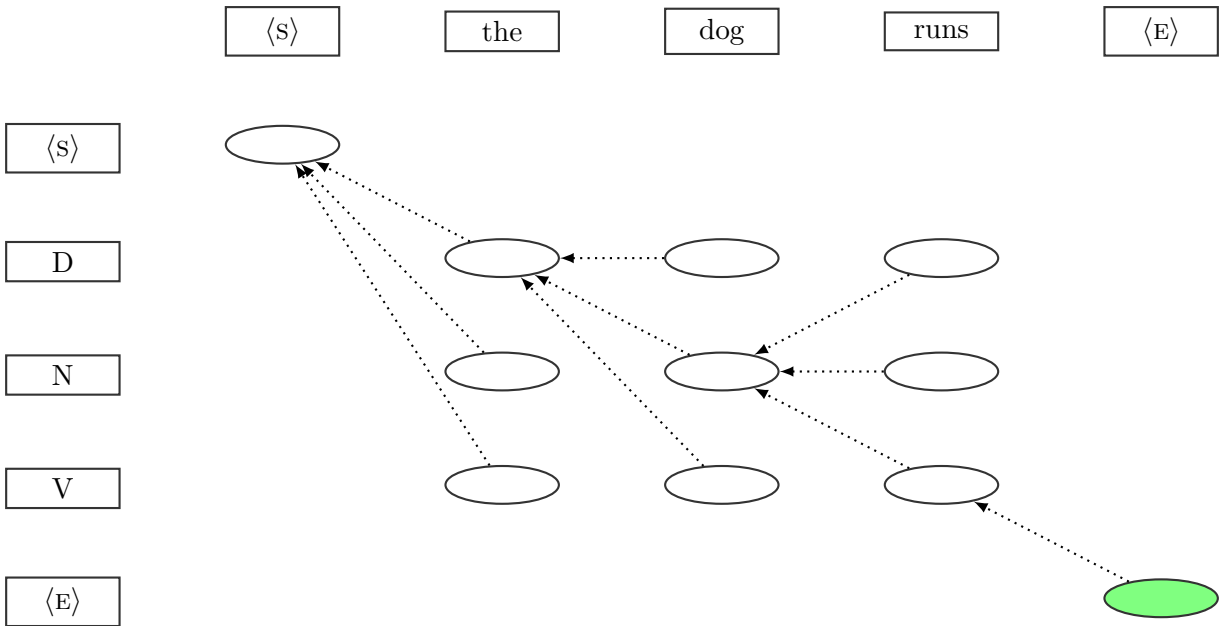 ⟨S⟩ the dog runs ⟨E⟩
⟨S⟩
D
N
V
⟨E⟩